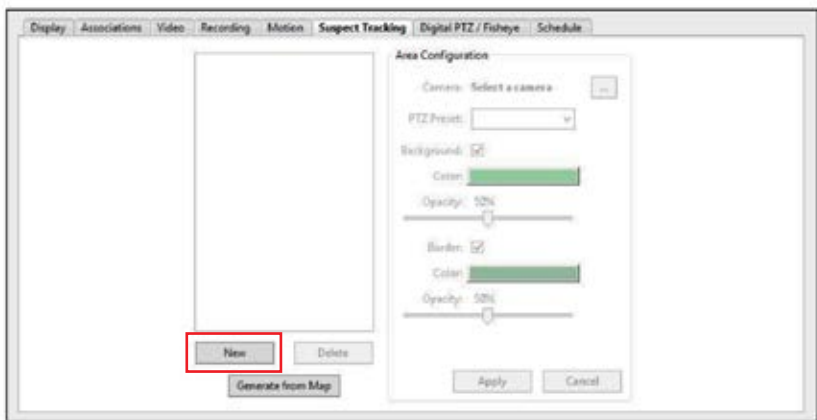 Display Associations Video Recording Motion Suspect Tracking Digital PTZ / Fisheye Schedule
Area Configuration
Camera: Select a camera ...
PTZ Preset:
Background:
Color:
Opacity: 50%
Border:
Color:
Opacity: 50%
New Delete
Generate from Map
Apply Cancel